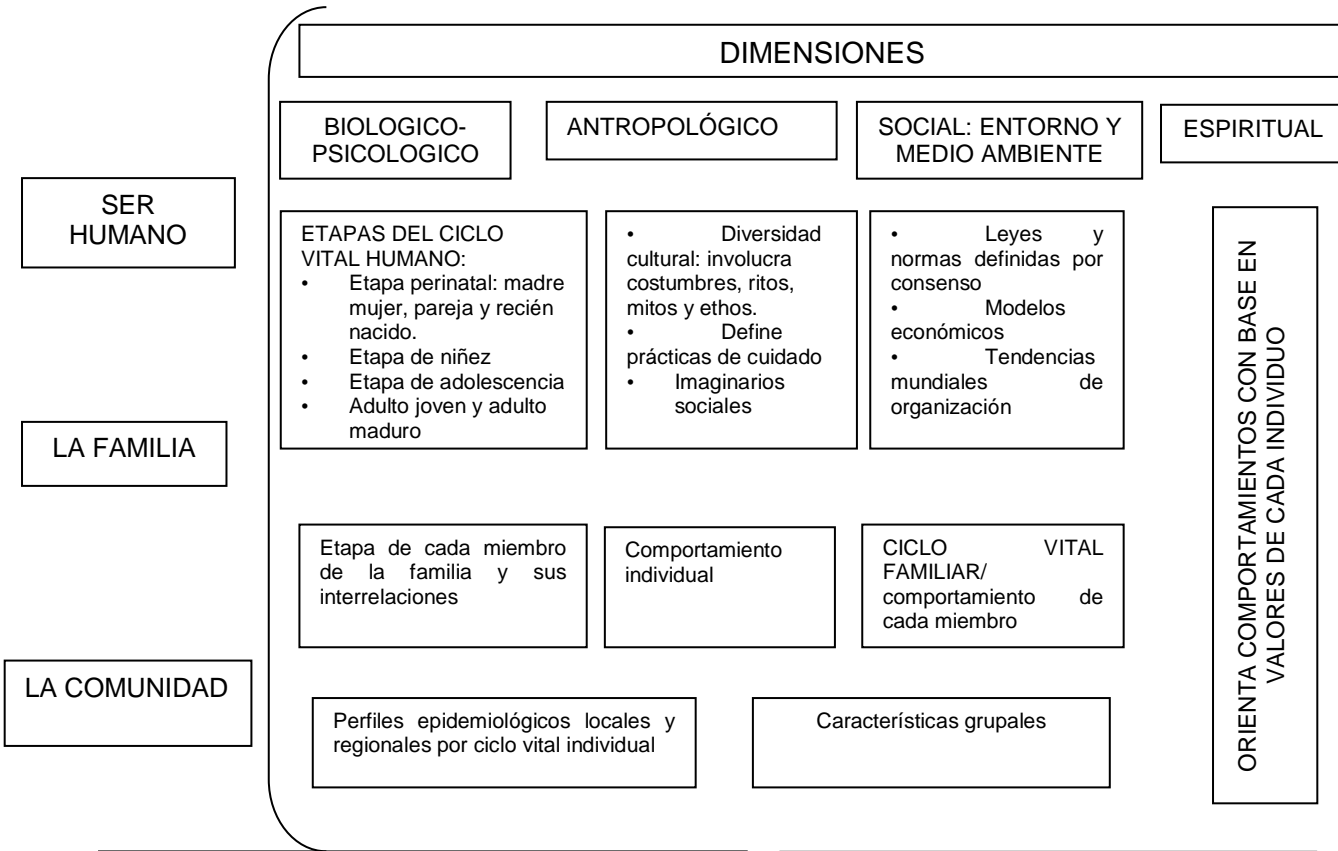 DIMENSIONES
BIOLOGICO-
PSICOLOGICO
ANTROPOLÓGICO
SOCIAL: ENTORNO Y
MEDIO AMBIENTE
ESPIRITUAL
SER
HUMANO
ETAPAS DEL CICLO
VITAL HUMANO:
• Etapa perinatal: madre
mujer, pareja y recién
nacido.
• Etapa de niñez
• Etapa de adolescencia
• Adulto joven y adulto
maduro
• Diversidad
cultural: involucra
costumbres, ritos,
mitos y ethos.
• Define
prácticas de cuidado
• Imaginarios
sociales
• Leyes y
normas definidas por
consenso
• Modelos
económicos
• Tendencias
mundiales de
organización
ORIENTA COMPORTAMIENTOS CON BASE EN
VALORES DE CADA INDIVIDUO
LA FAMILIA
Etapa de cada miembro
de la familia y sus
interrelaciones
Comportamiento
individual
CICLO VITAL
FAMILIAR/
comportamiento de
cada miembro
LA COMUNIDAD
Perfiles epidemiológicos locales y
regionales por ciclo vital individual
Características grupales